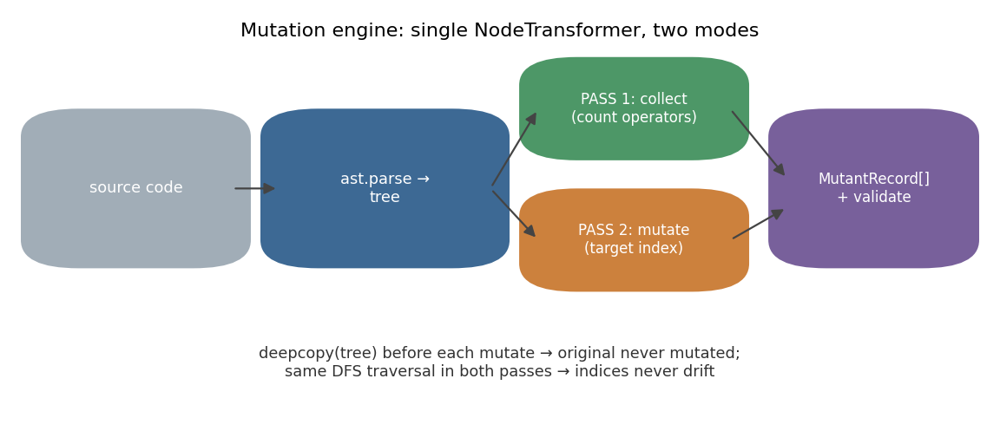 Mutation engine: single NodeTransformer, two modes
source code
ast.parse →
tree
PASS 1: collect
(count operators)
PASS 2: mutate
(target index)
MutantRecord[]
+ validate
deepcopy(tree) before each mutate → original never mutated;
same DFS traversal in both passes → indices never drift